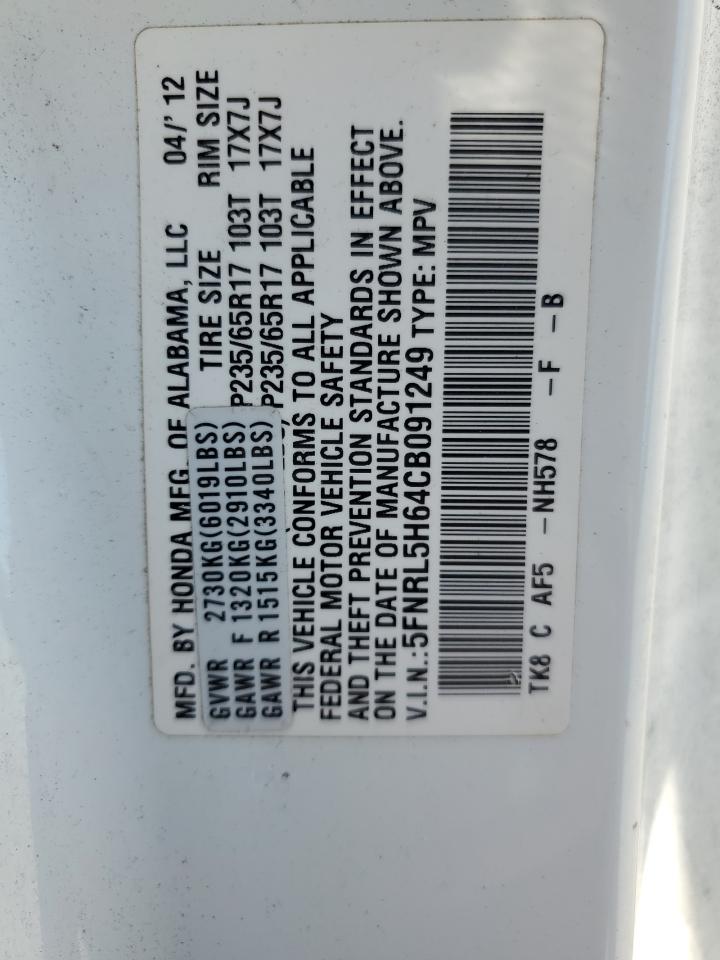 MFD. BY HONDA MFG. OF ALABAMA, LLC 04/'12
GVWR 2730KG(6019LBS) TIRE SIZE RIM SIZE
GAWR F 1320KG(2910LBS) P235/65R17 103T 17X7J
GAWR R 1515KG(3340LBS) P235/65R17 103T 17X7J
THIS VEHICLE CONFORMS TO ALL APPLICABLE
FEDERAL MOTOR VEHICLE SAFETY
AND THEFT PREVENTION STANDARDS IN EFFECT
ON THE DATE OF MANUFACTURE SHOWN ABOVE.
V.I.N.:5FNRL5H64CB091249 TYPE: MPV
TK8 C AF5 -NH578 -F -B